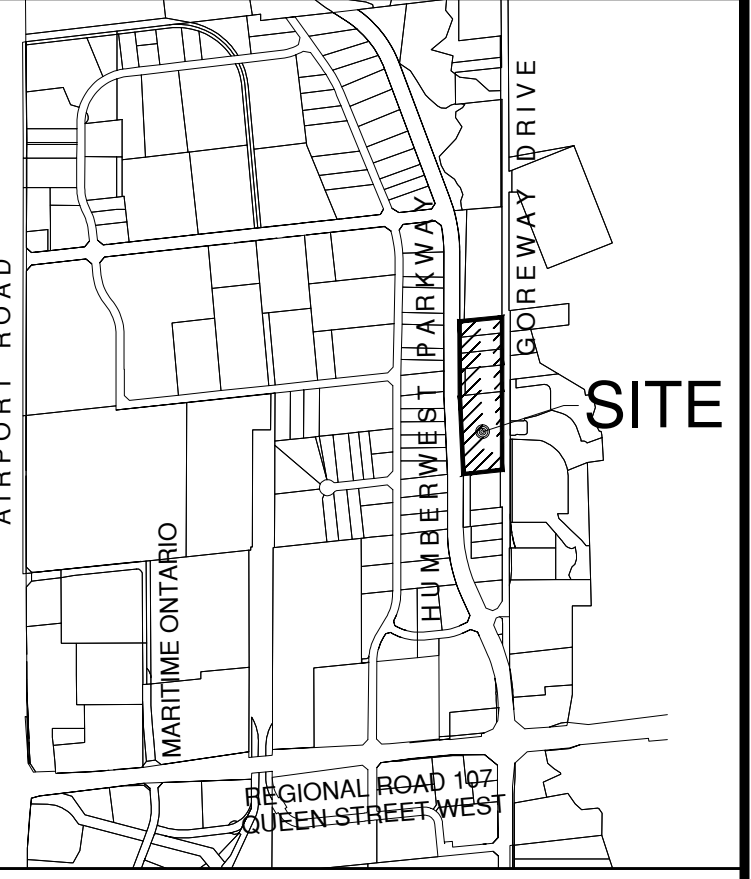 AIRPORT ROAD
HUMBERWEST PARKWAY
GOREWAY DRIVE
SITE
MARITIME ONTARIO
REGIONAL ROAD 107
QUEEN STREET WEST